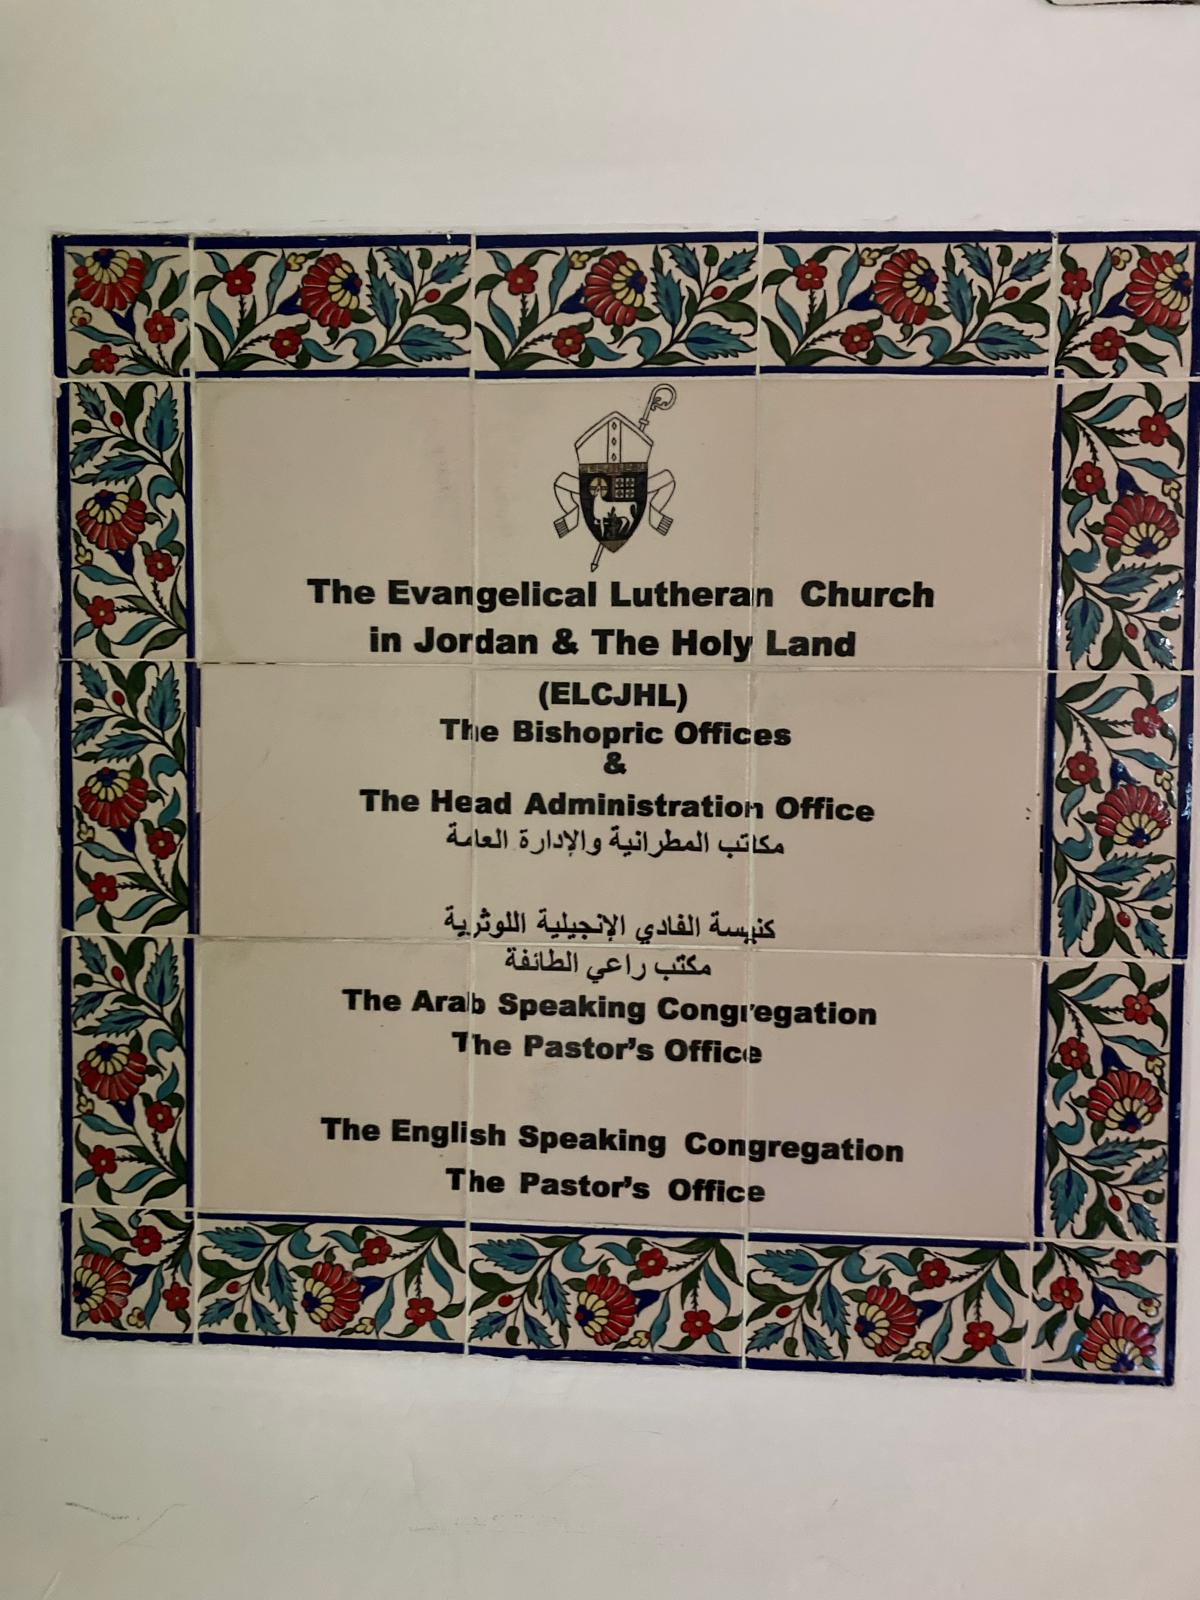 The Evangelical Lutheran Church
in Jordan & The Holy Land
(ELCJHL)
The Bishopric Offices
&
The Head Administration Office
مكاتب المطرانية والإدارة العامة
كنيسة الفادي الإنجيلية اللوثرية
مكتب راعي الطائفة
The Arab Speaking Congregation
The Pastor's Office
The English Speaking Congregation
The Pastor's Office